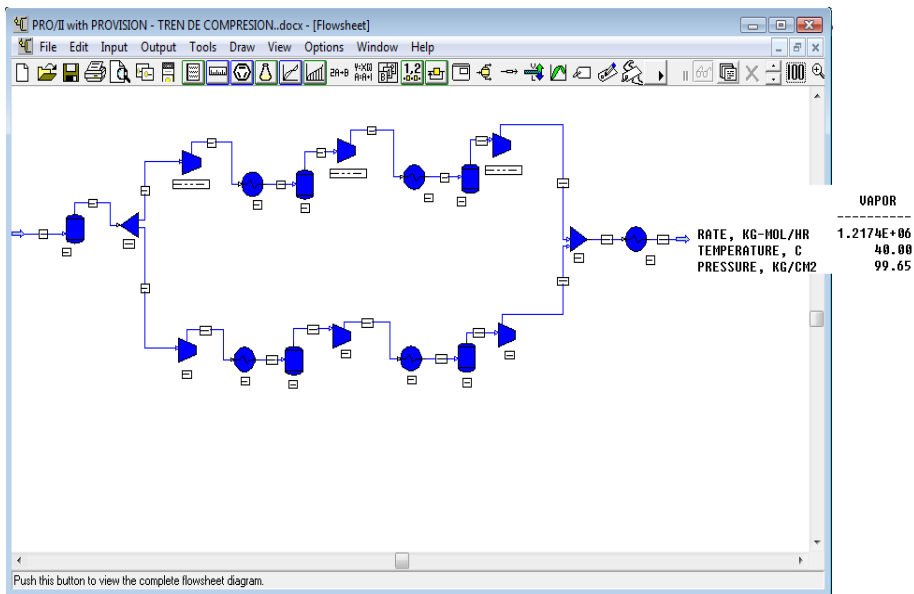 PRO/II with PROVISION - TREN DE COMPRESION..docx - [Flowsheet]
File Edit Input Output Tools Draw View Options Window Help
VAPOR
RATE, KG-MOL/HR 1.2174E+06
TEMPERATURE, C 40.00
PRESSURE, KG/CM2 99.65
Push this button to view the complete flowsheet diagram.